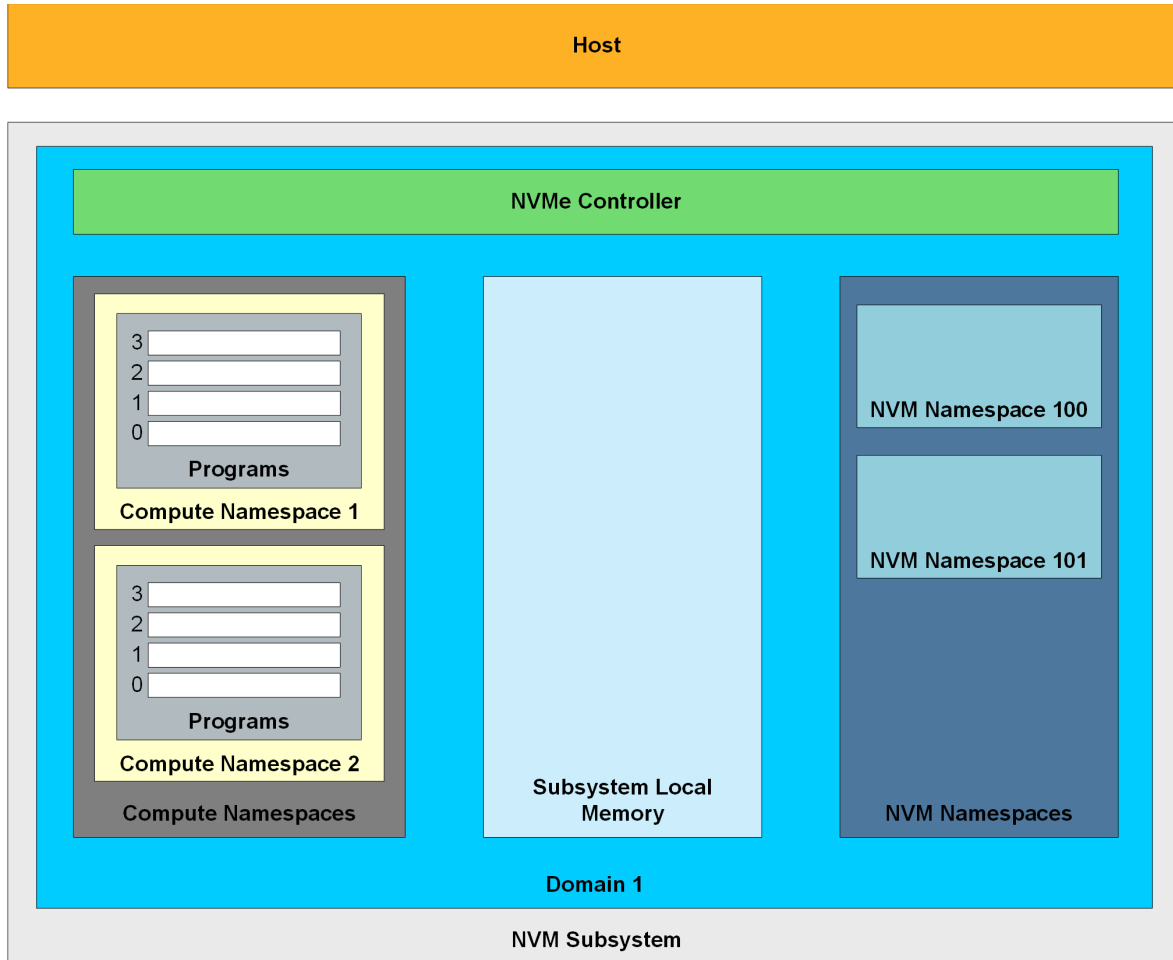 Host
NVMe Controller
3
2
1
0
Programs
Compute Namespace 1
3
2
1
0
Programs
Compute Namespace 2
Compute Namespaces
Subsystem Local
Memory
NVM Namespace 100
NVM Namespace 101
NVM Namespaces
Domain 1
NVM Subsystem